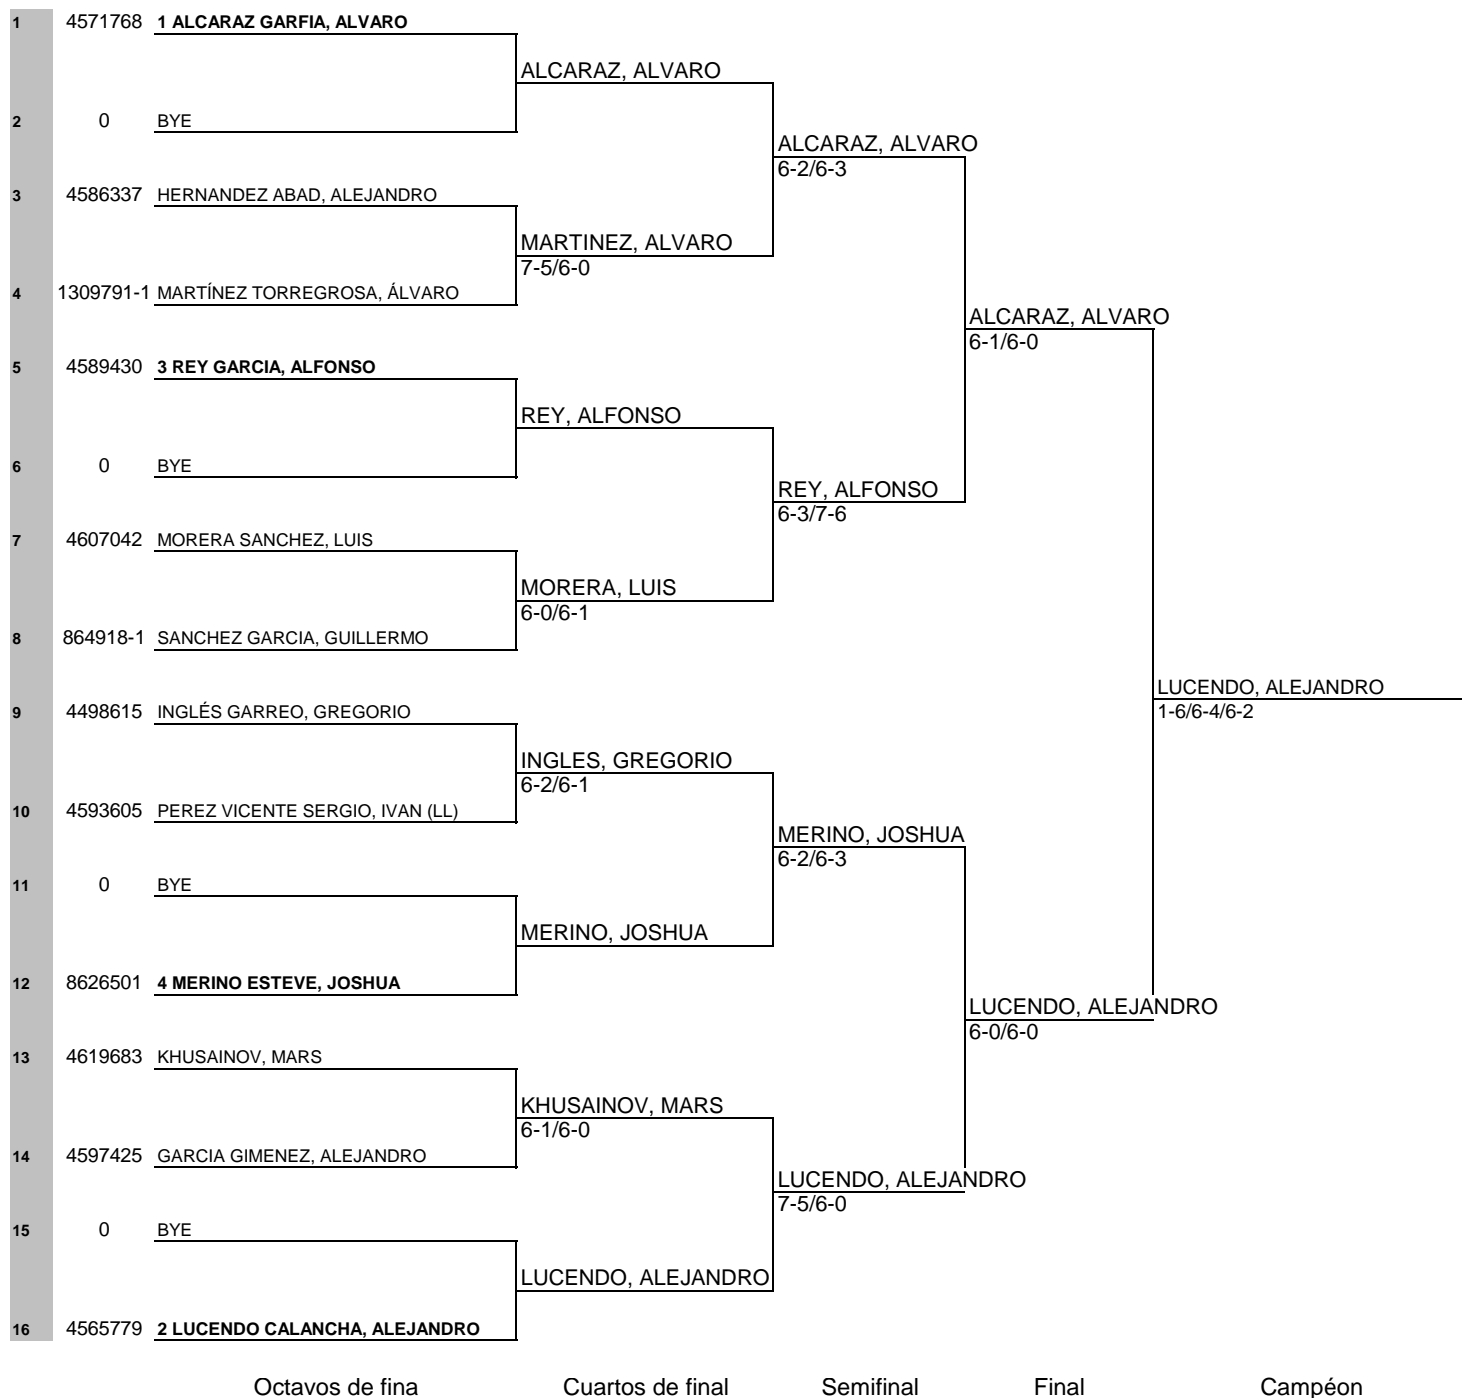 1 4571768 1 ALCARAZ GARFIA, ALVARO
ALCARAZ, ALVARO
2 0 BYE
ALCARAZ, ALVARO
6-2/6-3
3 4586337 HERNANDEZ ABAD, ALEJANDRO
MARTINEZ, ALVARO
7-5/6-0
4 1309791-1 MARTÍNEZ TORREGROSA, ÁLVARO
ALCARAZ, ALVARO
6-1/6-0
5 4589430 3 REY GARCIA, ALFONSO
REY, ALFONSO
6 0 BYE
REY, ALFONSO
6-3/7-6
7 4607042 MORERA SANCHEZ, LUIS
MORERA, LUIS
6-0/6-1
8 864918-1 SANCHEZ GARCIA, GUILLERMO
LUCENDO, ALEJANDRO
1-6/6-4/6-2
9 4498615 INGLÉS GARREO, GREGORIO
INGLES, GREGORIO
6-2/6-1
10 4593605 PEREZ VICENTE SERGIO, IVAN (LL)
MERINO, JOSHUA
6-2/6-3
11 0 BYE
MERINO, JOSHUA
12 8626501 4 MERINO ESTEVE, JOSHUA
LUCENDO, ALEJANDRO
6-0/6-0
13 4619683 KHUSAINOV, MARS
KHUSAINOV, MARS
6-1/6-0
14 4597425 GARCIA GIMENEZ, ALEJANDRO
LUCENDO, ALEJANDRO
7-5/6-0
15 0 BYE
LUCENDO, ALEJANDRO
16 4565779 2 LUCENDO CALANCHA, ALEJANDRO
Octavos de fina Cuartos de final Semifinal Final Campéon